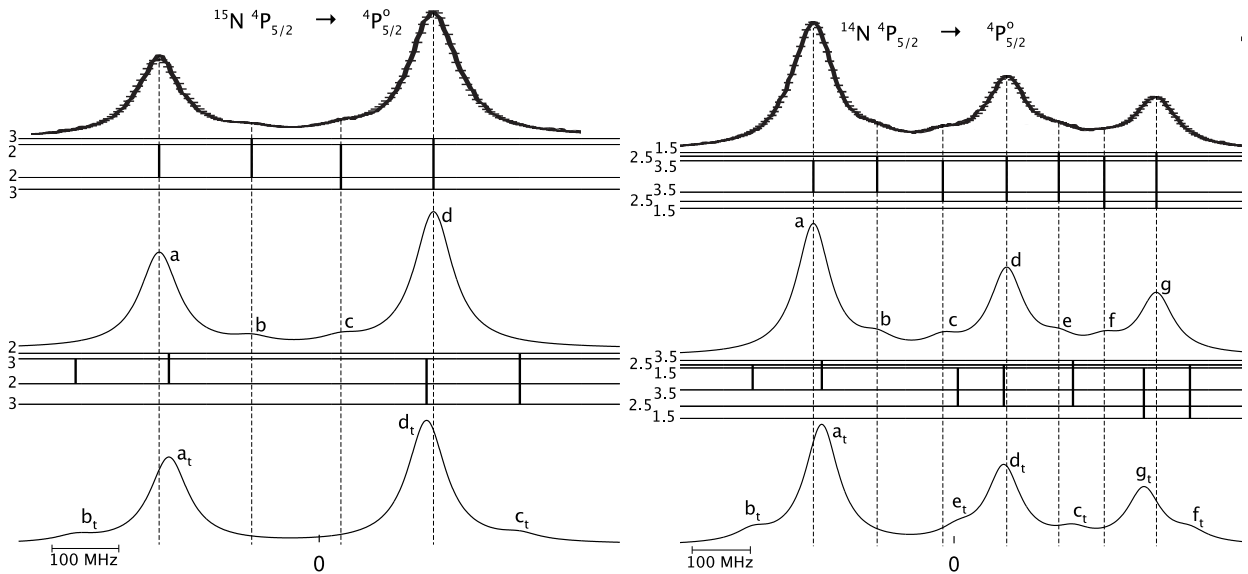 ¹⁵N ⁴P₅/₂ → ⁴Pᵒ₅/₂
3
2
2
3
a
b
c
d
2
3
2
3
bₜ
aₜ
dₜ
cₜ
100 MHz
0
¹⁴N ⁴P₅/₂ → ⁴Pᵒ₅/₂
1.5
2.5
3.5
3.5
2.5
1.5
a
b
c
d
e
f
g
3.5
2.5
1.5
3.5
2.5
1.5
bₜ
aₜ
eₜ
dₜ
cₜ
gₜ
fₜ
100 MHz
0